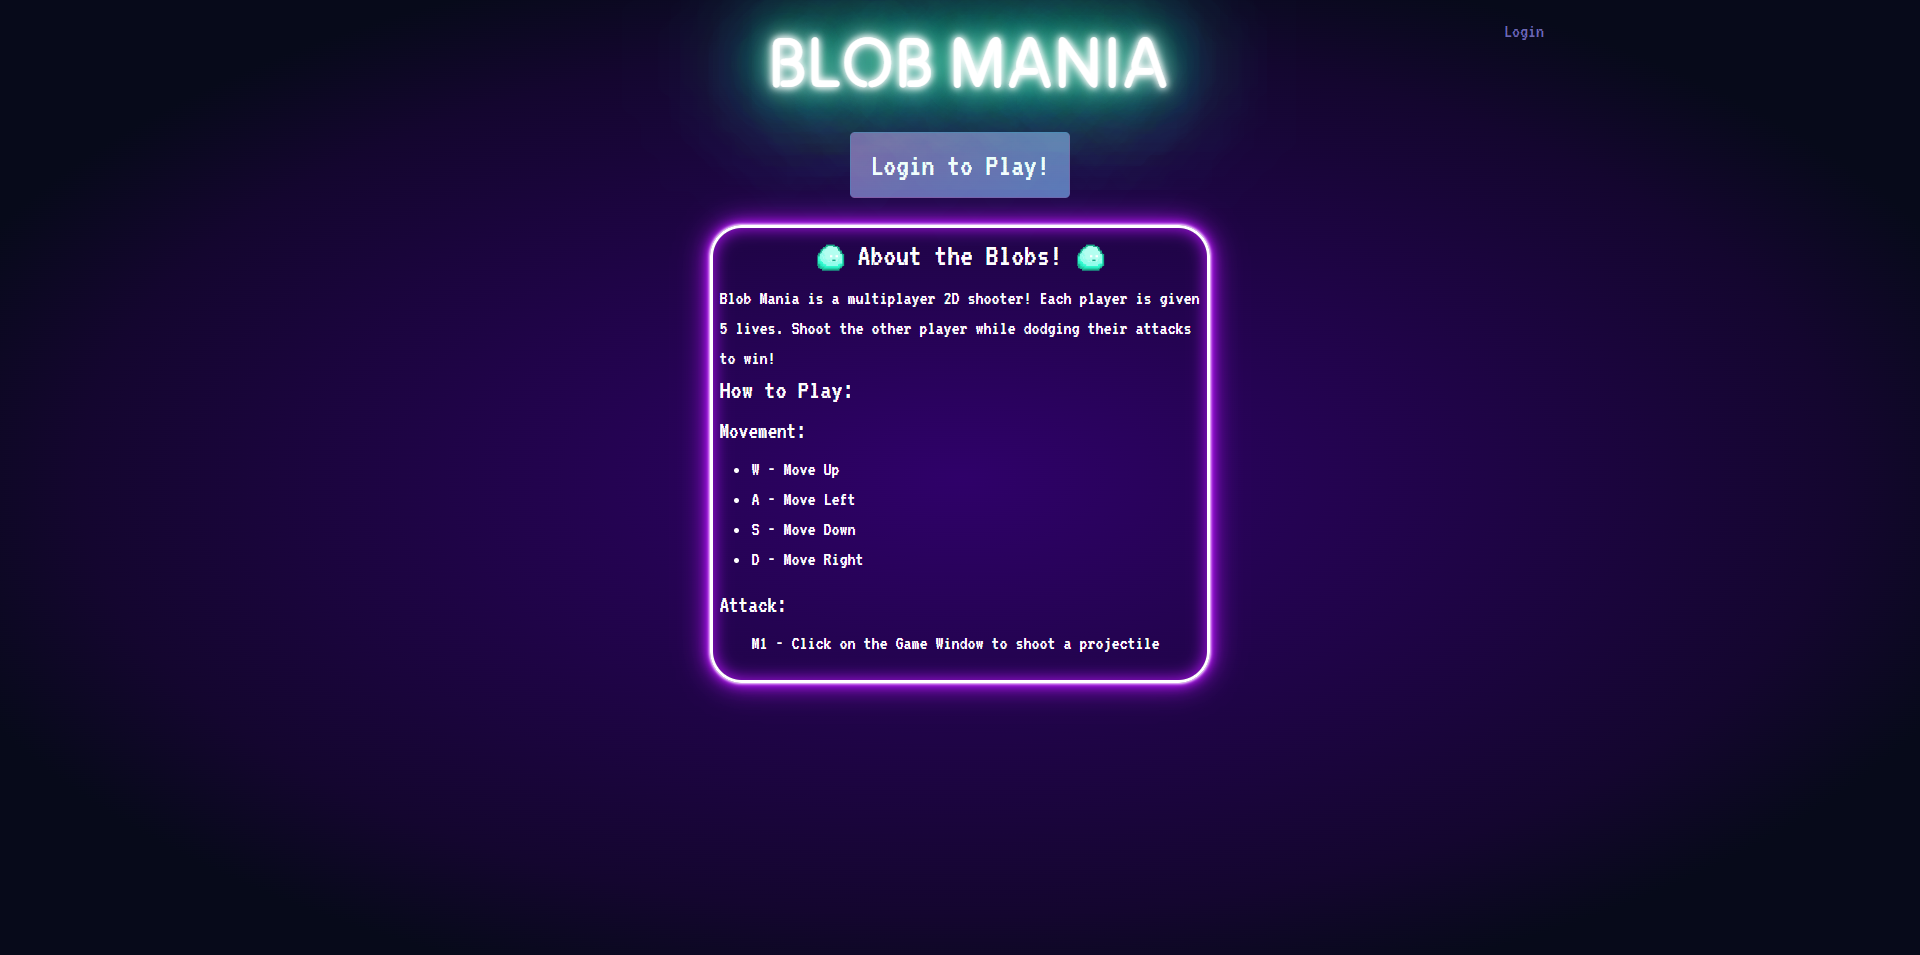 BLOB MANIA
Login
Login to Play!
About the Blobs!
Blob Mania is a multiplayer 2D shooter! Each player is given
5 lives. Shoot the other player while dodging their attacks
to win!
How to Play:
Movement:
• W - Move Up
• A - Move Left
• S - Move Down
• D - Move Right
Attack:
M1 - Click on the Game Window to shoot a projectile